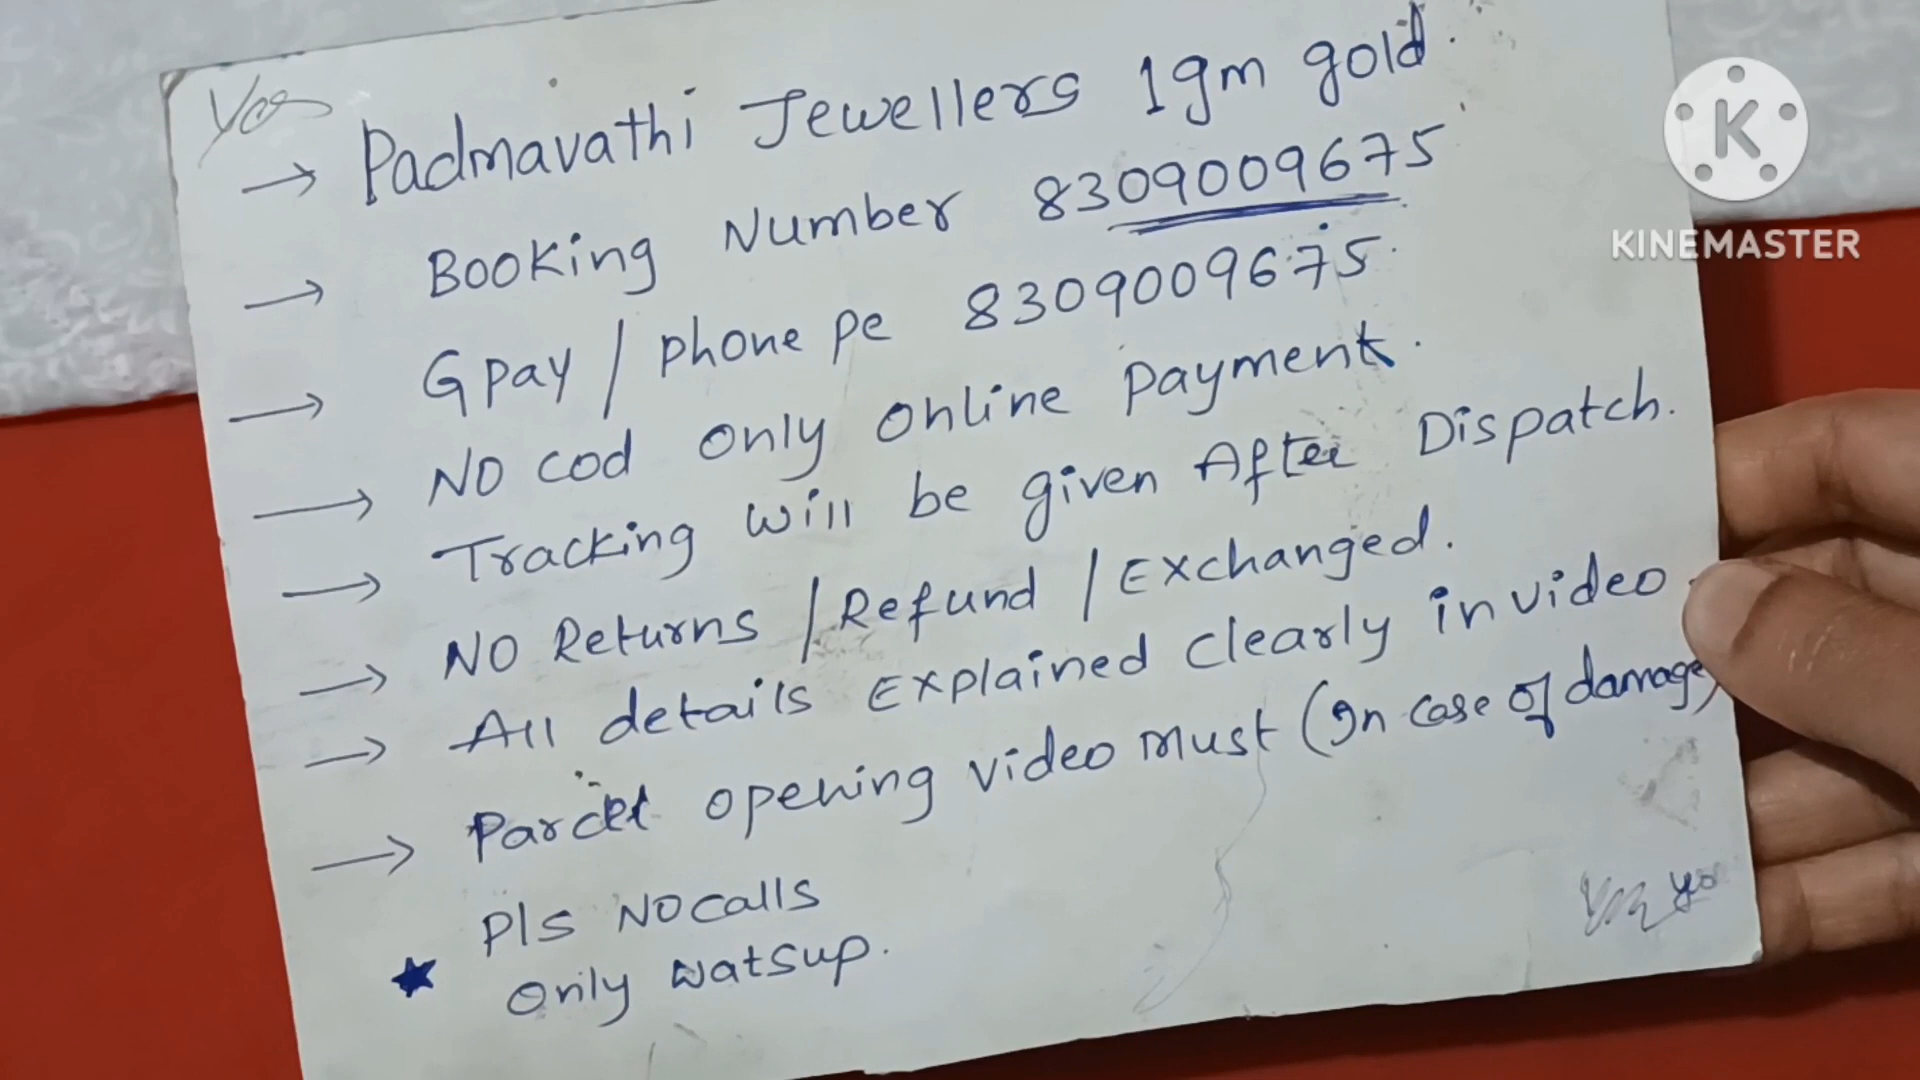 → Padmavathi Jewellers 1gm gold.
→ Booking Number 8309009675
→ Gpay / Phone pe 8309009675.
→ NO cod only online payment.
→ Tracking will be given After Dispatch.
→ NO Returns / Refund / Exchanged.
→ All details Explained clearly in video.
→ Parcel opening video must (In case of damage)
Pls NO calls
★ Only watsup.
K
KINEMASTER